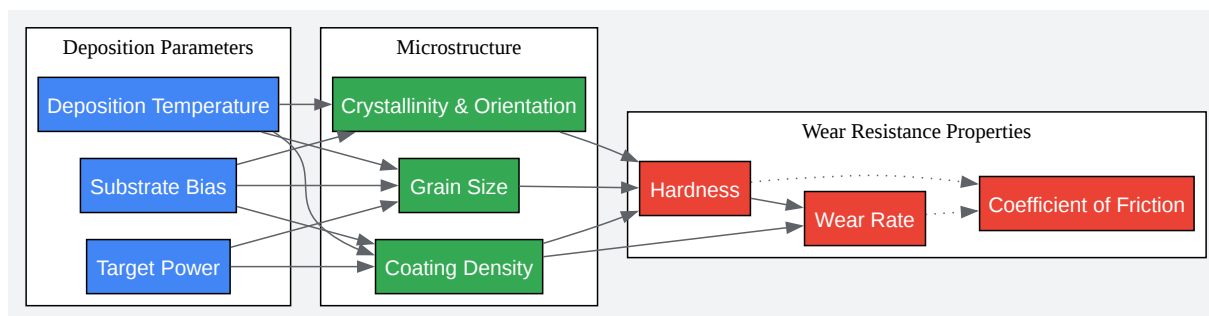 Deposition Parameters
Deposition Temperature
Substrate Bias
Target Power
Microstructure
Crystallinity & Orientation
Grain Size
Coating Density
Wear Resistance Properties
Hardness
Wear Rate
Coefficient of Friction